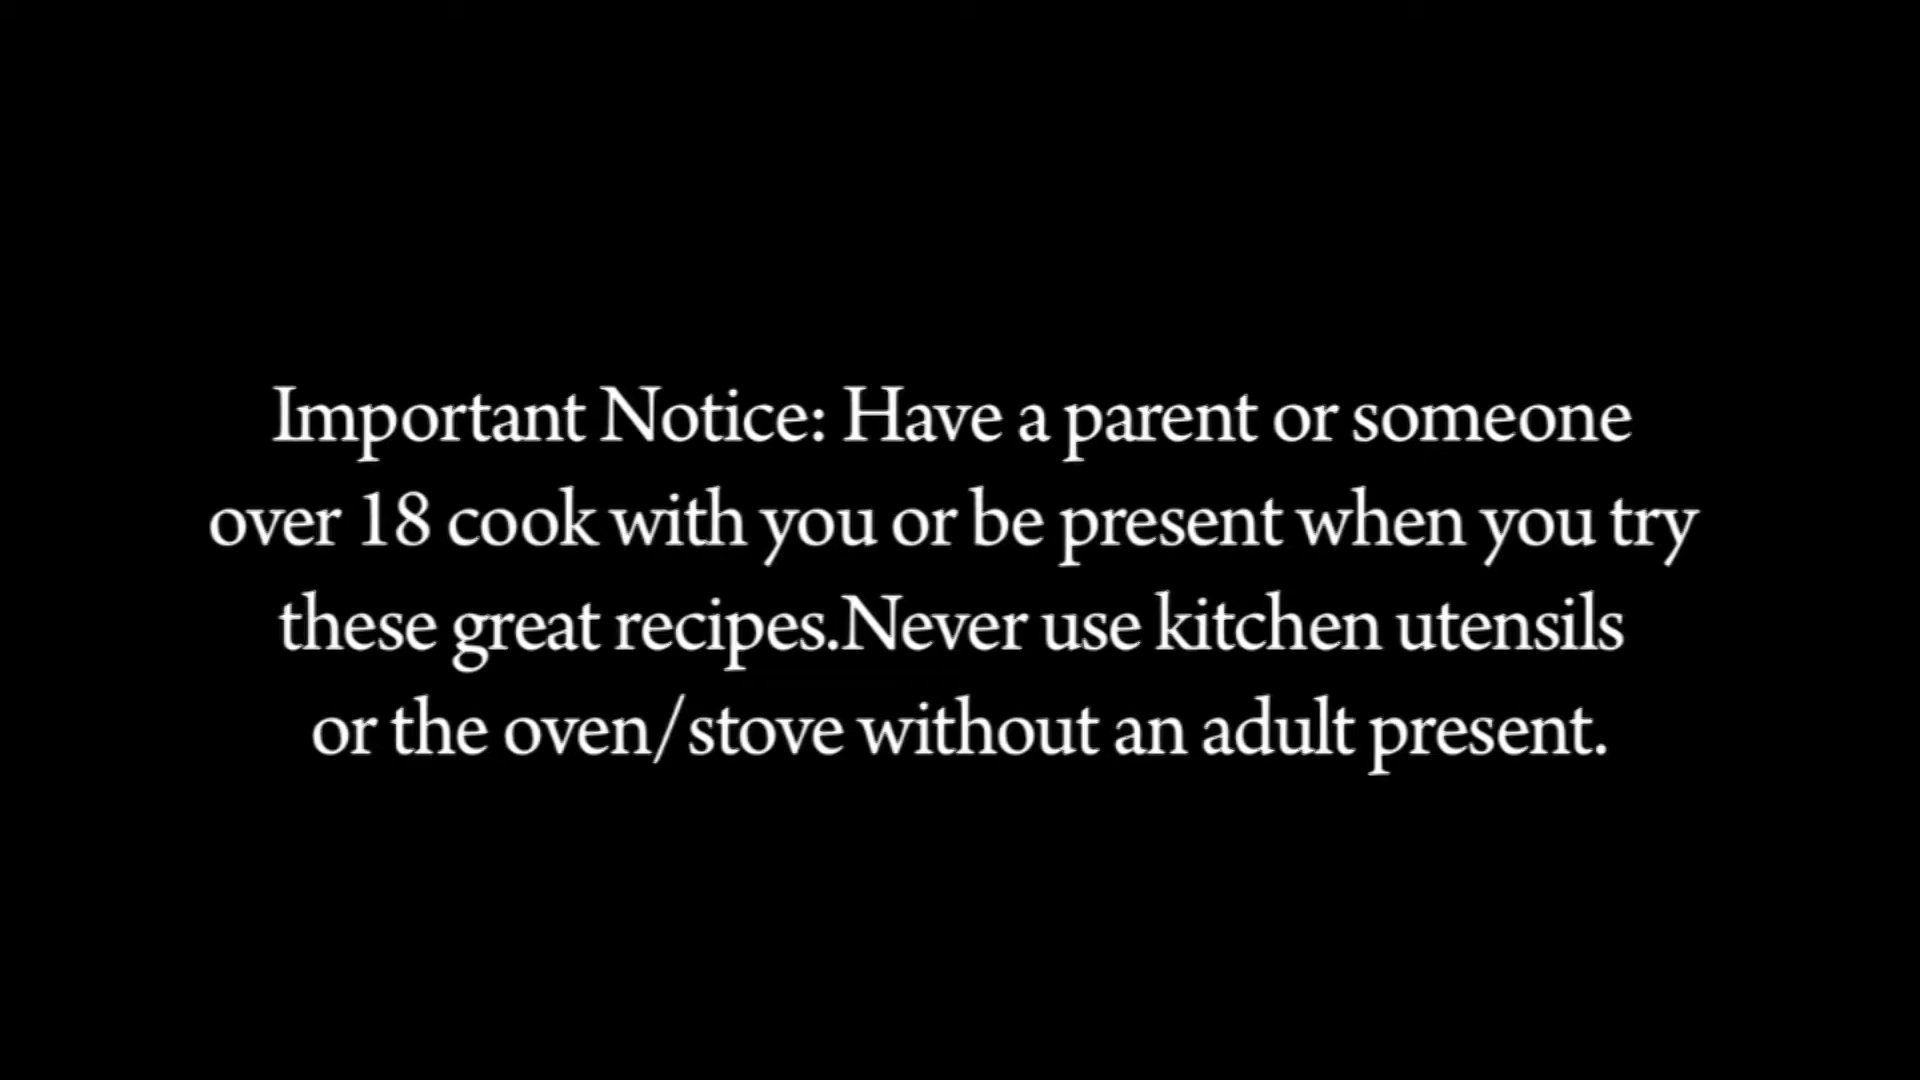 Important Notice: Have a parent or someone
over 18 cook with you or be present when you try
these great recipes.Never use kitchen utensils
or the oven/stove without an adult present.